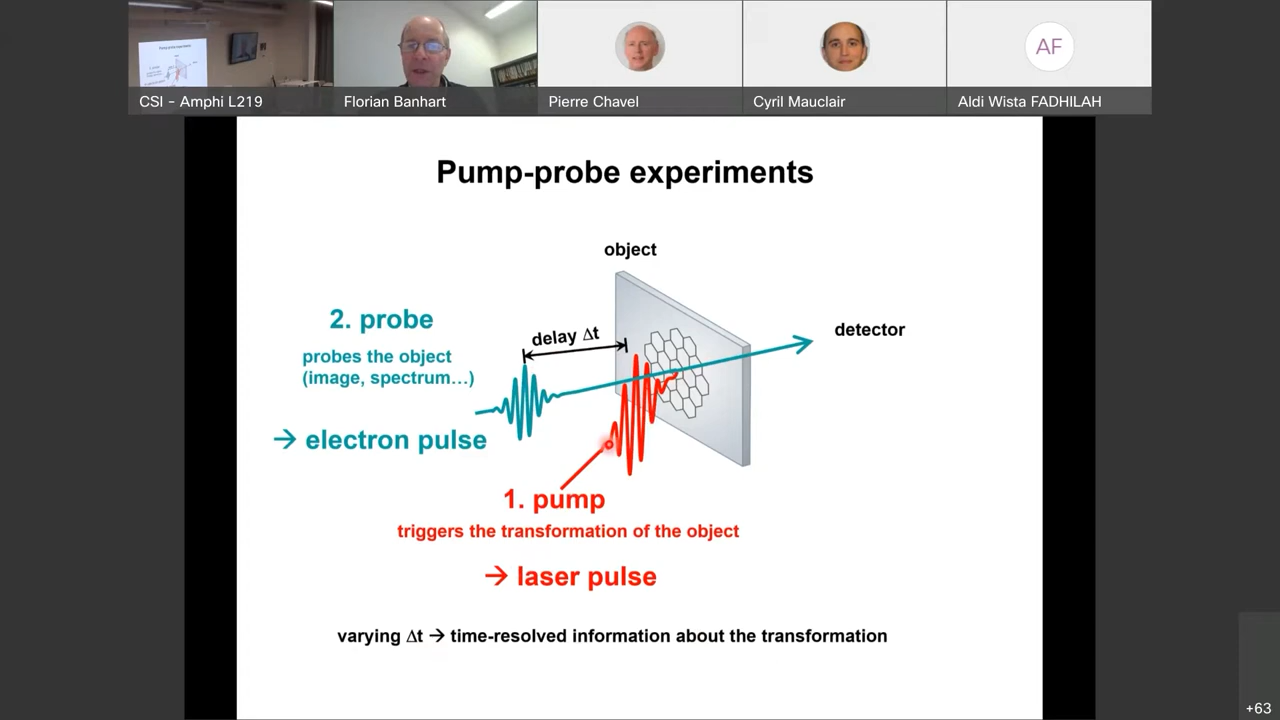 CSI - Amphi L219
Florian Banhart
Pierre Chavel
Cyril Mauclair
AF
Aldi Wista FADHILAH
Pump-probe experiments
object
2. probe
delay Δt
detector
probes the object
(image, spectrum...)
→ electron pulse
1. pump
triggers the transformation of the object
→ laser pulse
varying Δt → time-resolved information about the transformation
+63